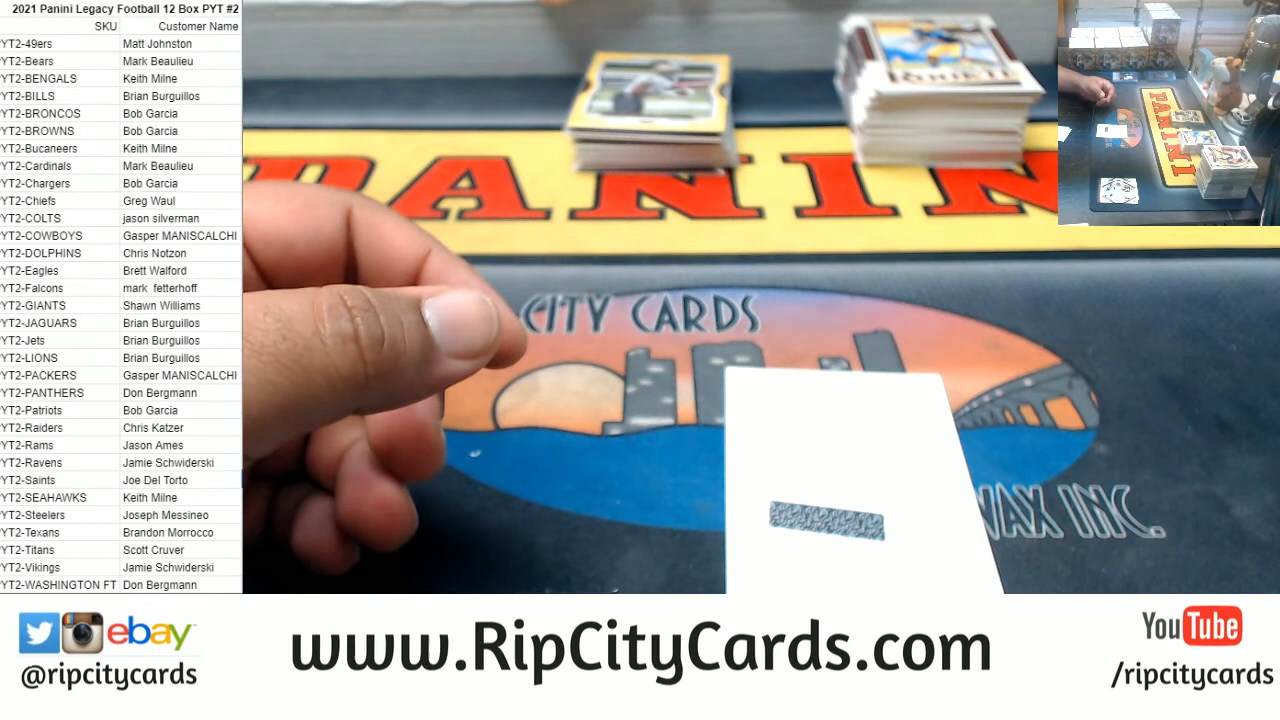 2021 Panini Legacy Football 12 Box PYT #2
SKU Customer Name
YT2-49ers Matt Johnston
YT2-Bears Mark Beaulieu
YT2-BENGALS Keith Milne
YT2-BILLS Brian Burguillos
YT2-BRONCOS Bob Garcia
YT2-BROWNS Bob Garcia
YT2-Bucaneers Keith Milne
YT2-Cardinals Mark Beaulieu
YT2-Chargers Bob Garcia
YT2-Chiefs Greg Waul
YT2-COLTS jason silverman
YT2-COWBOYS Gasper MANISCALCHI
YT2-DOLPHINS Chris Notzon
YT2-Eagles Brett Walford
YT2-Falcons mark fetterhoff
YT2-GIANTS Shawn Williams
YT2-JAGUARS Brian Burguillos
YT2-Jets Brian Burguillos
YT2-LIONS Brian Burguillos
YT2-PACKERS Gasper MANISCALCHI
YT2-PANTHERS Don Bergmann
YT2-Patriots Bob Garcia
YT2-Raiders Chris Katzer
YT2-Rams Jason Ames
YT2-Ravens Jamie Schwiderski
YT2-Saints Joe Del Torto
YT2-SEAHAWKS Keith Milne
YT2-Steelers Joseph Messineo
YT2-Texans Brandon Morrocco
YT2-Titans Scott Cruver
YT2-Vikings Jamie Schwiderski
YT2-WASHINGTON FT Don Bergmann
PANINI
PANINI
CITY CARDS
WAX INC.
ebay
@ripcitycards
www.RipCityCards.com
YouTube
/ripcitycards